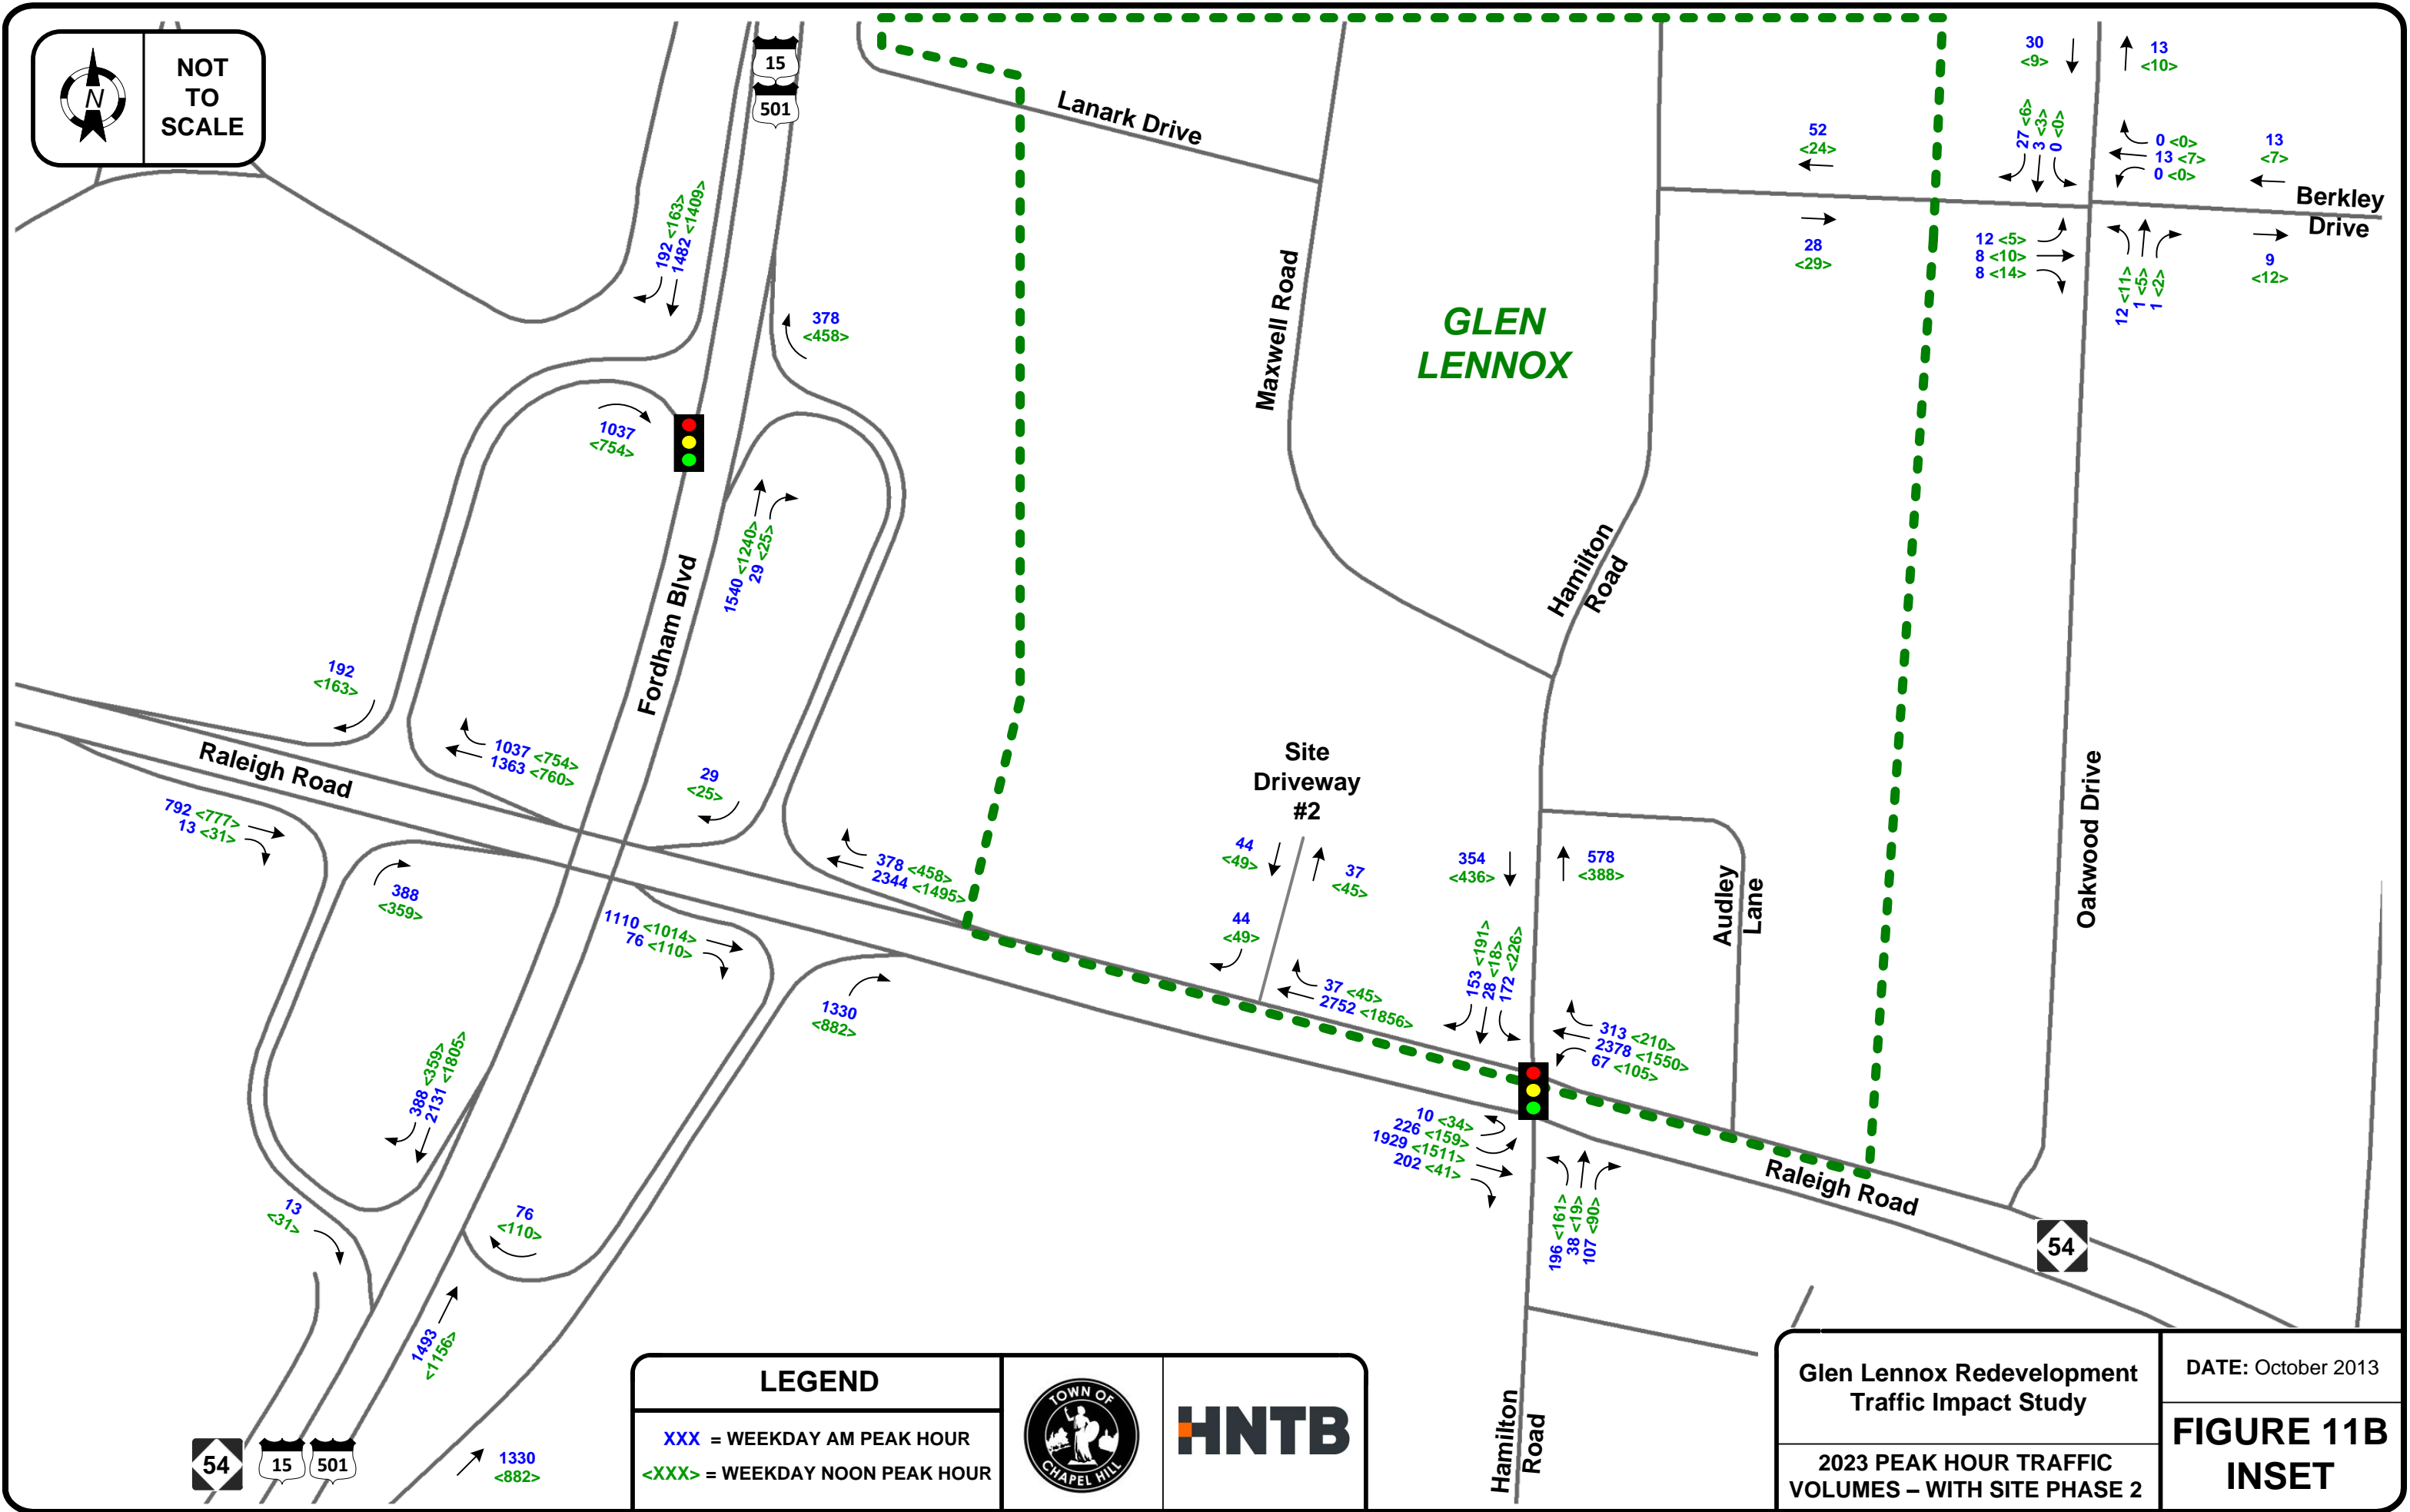 NOT
TO
SCALE
N
15
501
Lanark Drive
30
<9>
13
<10>
52
<24>
28
<29>
27 <6>
3 <3>
0 <0>
0 <0>
13 <7>
0 <0>
13
<7>
Berkley
Drive
12 <5>
8 <10>
8 <14>
12 <11>
1 <5>
1 <2>
9
<12>
192 <163>
1482 <1409>
378
<458>
GLEN
LENNOX
Maxwell Road
Hamilton
Road
1037
<754>
1540 <1240>
29 <25>
Fordham Blvd
192
<163>
Raleigh Road
1037 <754>
1363 <760>
29
<25>
792 <777>
13 <31>
388
<359>
378 <458>
2344 <1495>
1110 <1014>
76 <110>
1330
<882>
Site
Driveway
#2
44
<49>
37
<45>
44
<49>
37 <45>
2752 <1856>
354
<436>
578
<388>
Audley
Lane
Oakwood Drive
153 <191>
28 <18>
172 <226>
313 <210>
2378 <1550>
67 <105>
10 <34>
226 <159>
1929 <1511>
202 <41>
196 <161>
38 <19>
107 <90>
Raleigh Road
54
388 <359>
2131 <1805>
13
<31>
76
<110>
1493
<1156>
1330
<882>
54
15
501
Hamilton
Road
LEGEND
XXX = WEEKDAY AM PEAK HOUR
<XXX> = WEEKDAY NOON PEAK HOUR
TOWN OF
CHAPEL HILL
HNTB
Glen Lennox Redevelopment
Traffic Impact Study
2023 PEAK HOUR TRAFFIC
VOLUMES – WITH SITE PHASE 2
DATE: October 2013
FIGURE 11B
INSET